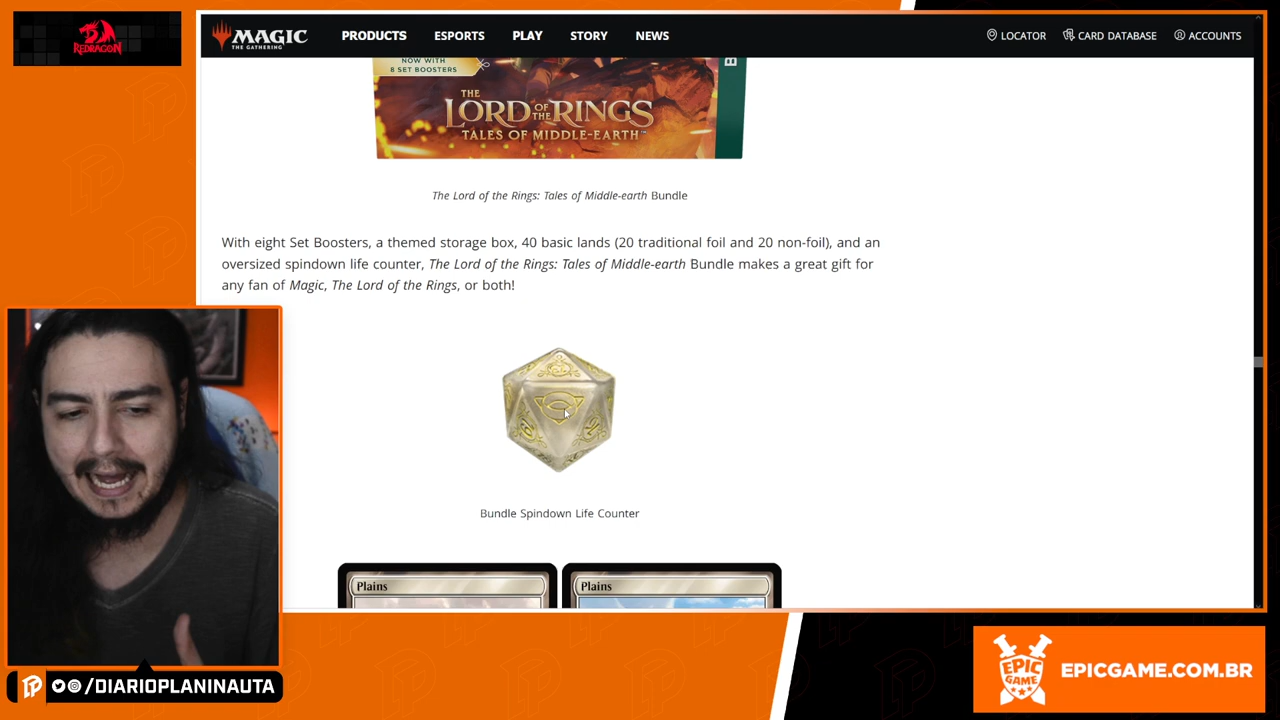 REDRAGON
MAGIC
THE GATHERING
PRODUCTS
ESPORTS
PLAY
STORY
NEWS
LOCATOR
CARD DATABASE
ACCOUNTS
NOW WITH
8 SET BOOSTERS
B
THE
LORD OF THE RINGS
TALES OF MIDDLE-EARTH™
The Lord of the Rings: Tales of Middle-earth Bundle
With eight Set Boosters, a themed storage box, 40 basic lands (20 traditional foil and 20 non-foil), and an
oversized spindown life counter, The Lord of the Rings: Tales of Middle-earth Bundle makes a great gift for
any fan of Magic, The Lord of the Rings, or both!
Bundle Spindown Life Counter
Plains
Plains
/DIARIOPLANINAUTA
EPIC
GAME
EPICGAME.COM.BR